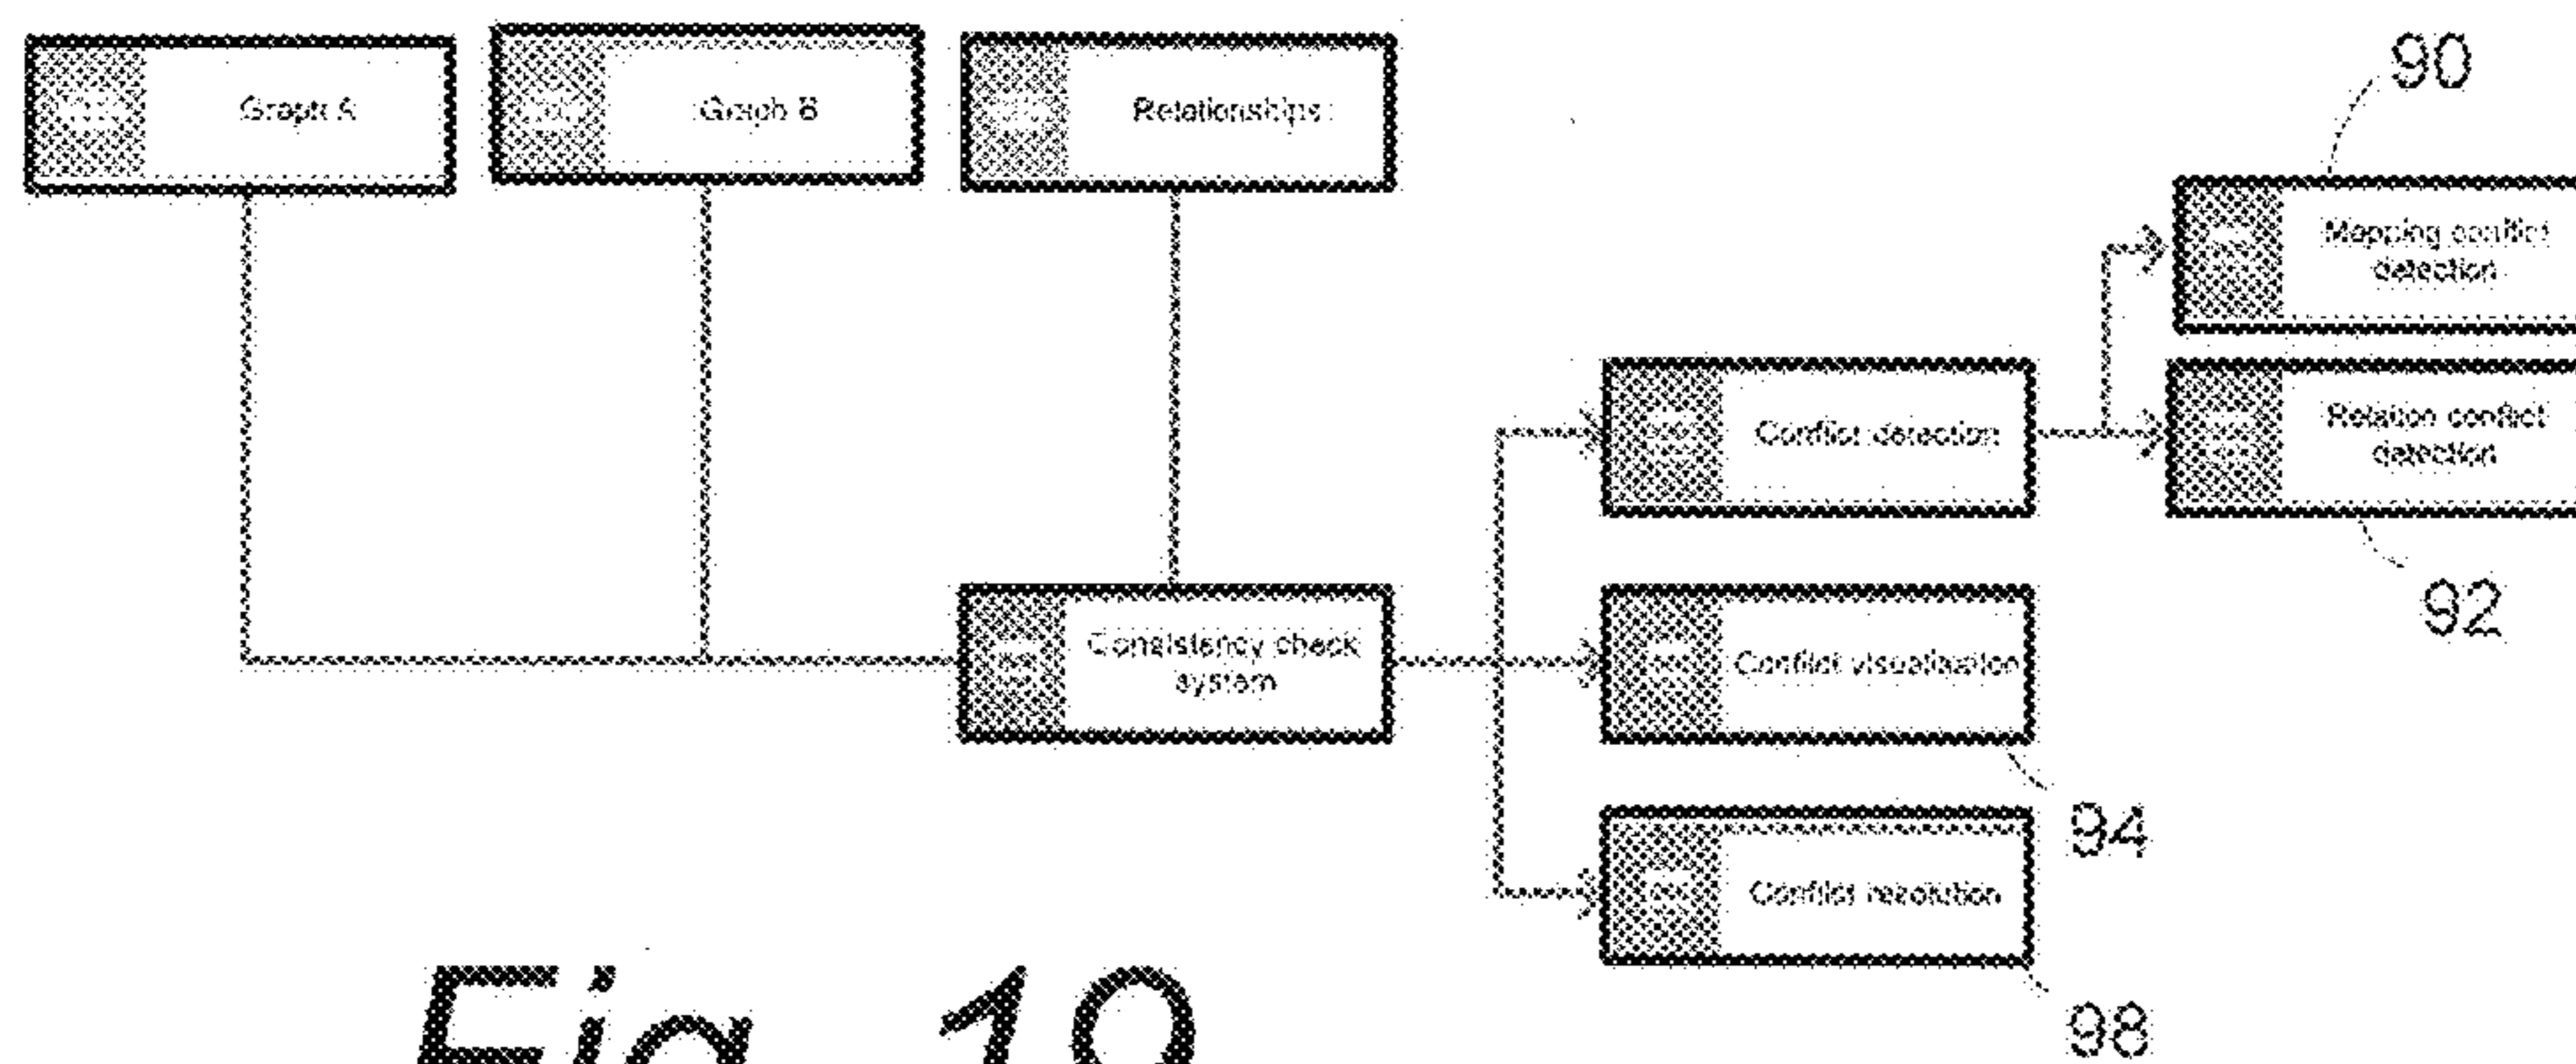 Graph A
Graph B
Relationships
90
Mapping conflict
detection
Conflict detection
Relation conflict
detection
92
Consistency check
system
Conflict visualisation
94
Conflict resolution
98
Fig